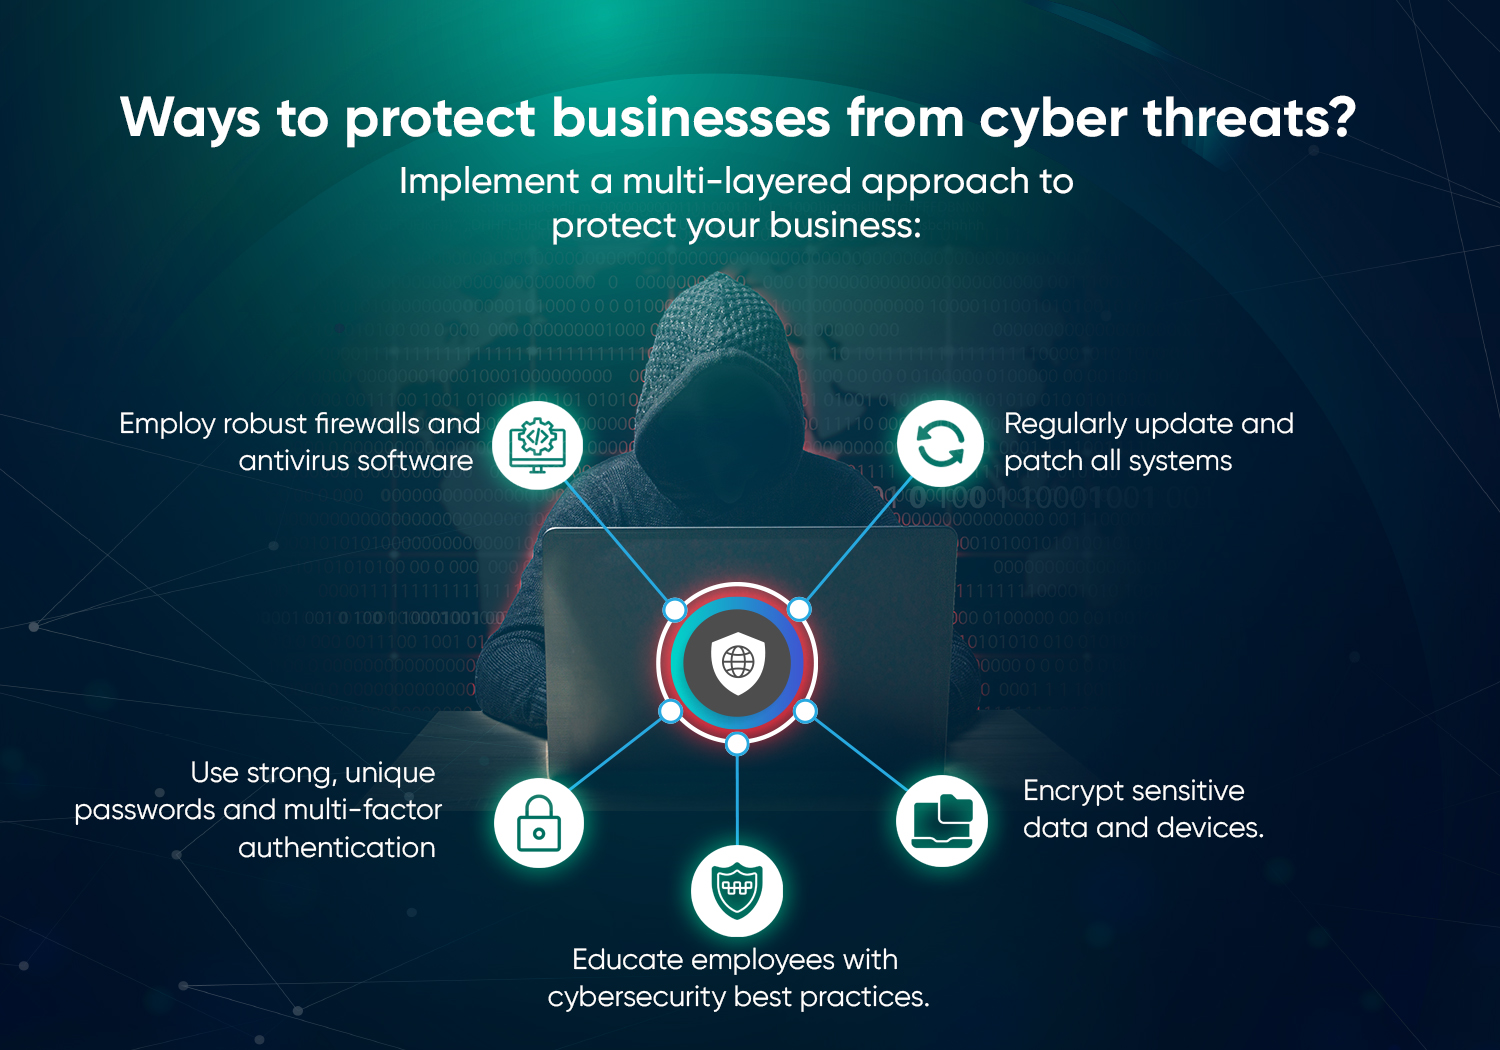 Ways to protect businesses from cyber threats?
Implement a multi-layered approach to
protect your business:
Employ robust firewalls and
antivirus software
Regularly update and
patch all systems
Use strong, unique
passwords and multi-factor
authentication
Encrypt sensitive
data and devices.
Educate employees with
cybersecurity best practices.